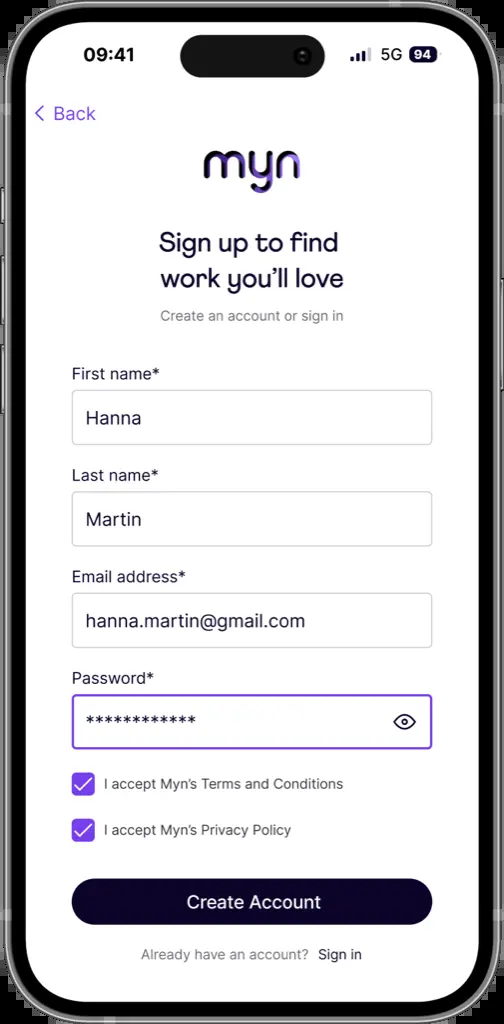 09:41
5G 94
Back
myn
Sign up to find
work you'll love
Create an account or sign in
First name*
Hanna
Last name*
Martin
Email address*
hanna.martin@gmail.com
Password*
************
I accept Myn's Terms and Conditions
I accept Myn's Privacy Policy
Create Account
Already have an account? Sign in